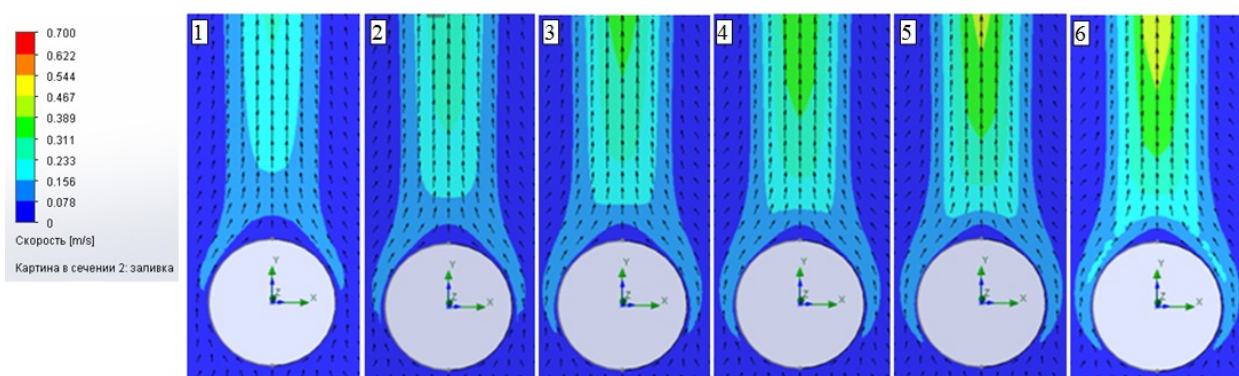 0.700
0.622
0.544
0.467
0.389
0.311
0.233
0.156
0.078
0
Скорость [m/s]
Картина в сечении 2: заливка
1 2 3 4 5 6
Y Y Y Y Y Y
Z X Z X Z X Z X Z X Z X